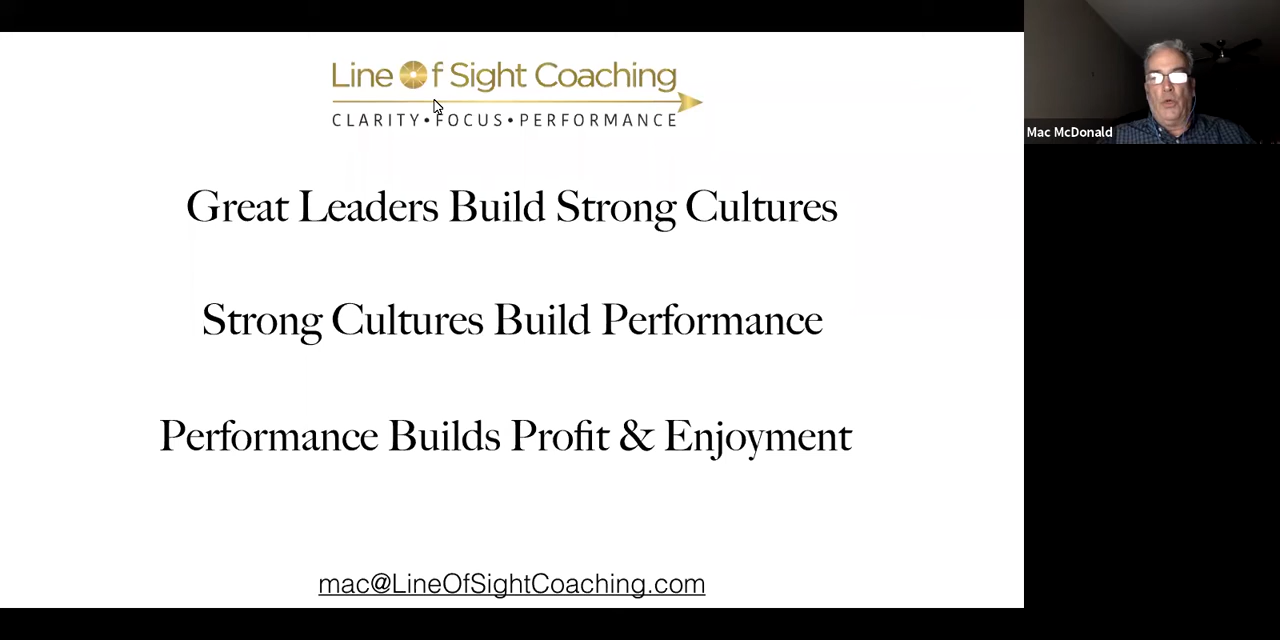 Line Of Sight Coaching
CLARITY•FOCUS•PERFORMANCE
Mac McDonald
Great Leaders Build Strong Cultures
Strong Cultures Build Performance
Performance Builds Profit & Enjoyment
mac@LineOfSightCoaching.com